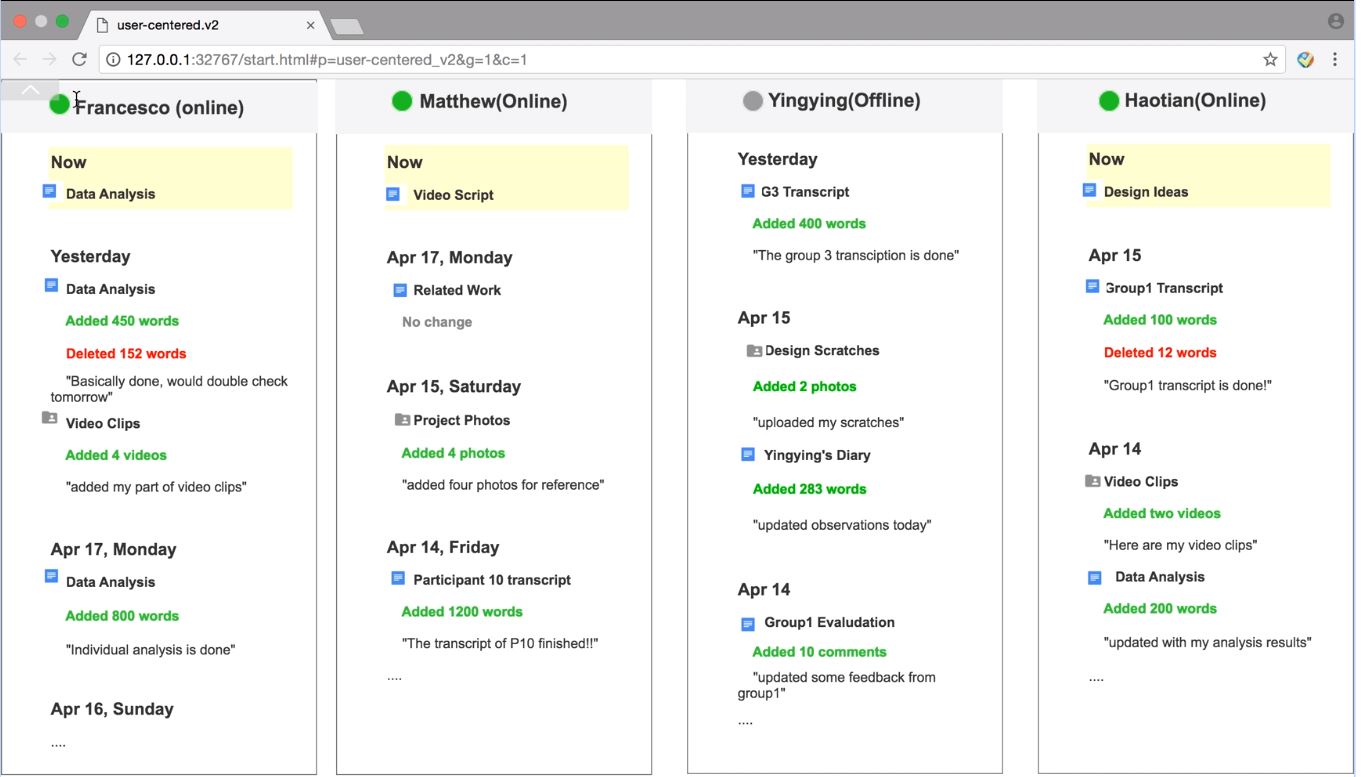 user-centered.v2
127.0.0.1:32767/start.html#p=user-centered_v2&g=1&c=1
Francesco (online)
Now
Data Analysis
Yesterday
Data Analysis
Added 450 words
Deleted 152 words
"Basically done, would double check
tomorrow"
Video Clips
Added 4 videos
"added my part of video clips"
Apr 17, Monday
Data Analysis
Added 800 words
"Individual analysis is done"
Apr 16, Sunday
....
Matthew(Online)
Now
Video Script
Apr 17, Monday
Related Work
No change
Apr 15, Saturday
Project Photos
Added 4 photos
"added four photos for reference"
Apr 14, Friday
Participant 10 transcript
Added 1200 words
"The transcript of P10 finished!!"
....
Yingying(Offline)
Yesterday
G3 Transcript
Added 400 words
"The group 3 transciption is done"
Apr 15
Design Scratches
Added 2 photos
"uploaded my scratches"
Yingying's Diary
Added 283 words
"updated observations today"
Apr 14
Group1 Evaludation
Added 10 comments
"updated some feedback from
group1"
....
Haotian(Online)
Now
Design Ideas
Apr 15
Group1 Transcript
Added 100 words
Deleted 12 words
"Group1 transcript is done!"
Apr 14
Video Clips
Added two videos
"Here are my video clips"
Data Analysis
Added 200 words
"updated with my analysis results"
....